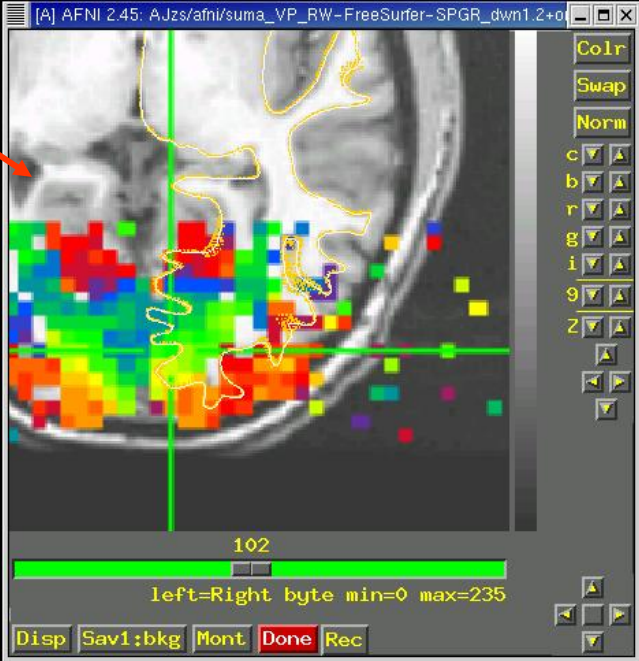 [A] AFNI 2.45: AJzs/afni/suma_VP_RW-FreeSurfer-SPGR_dwn1.2+o
Colr
Swap
Norm
c
b
r
g
i
9
Z
102
left=Right byte min=0 max=235
Disp Sav1:bkg Mont Done Rec